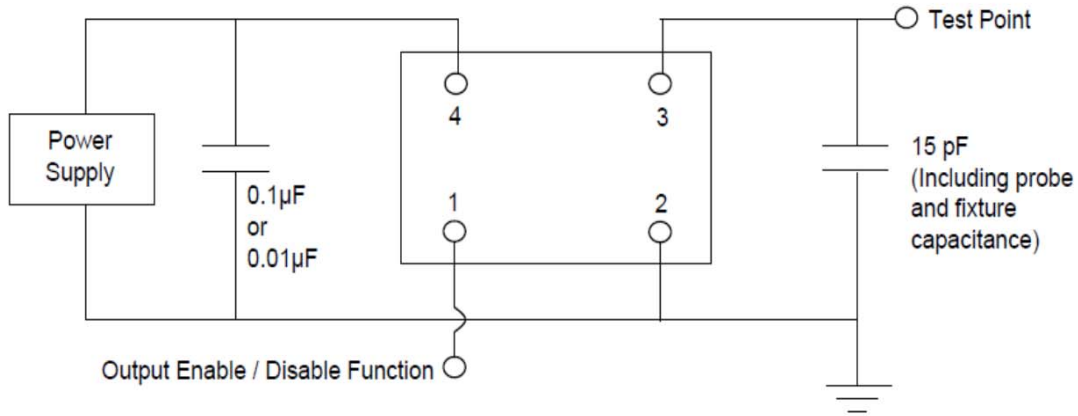 Test Point
4
3
Power
Supply
15 pF
(Including probe
and fixture
capacitance)
0.1µF
or
0.01µF
1
2
Output Enable / Disable Function